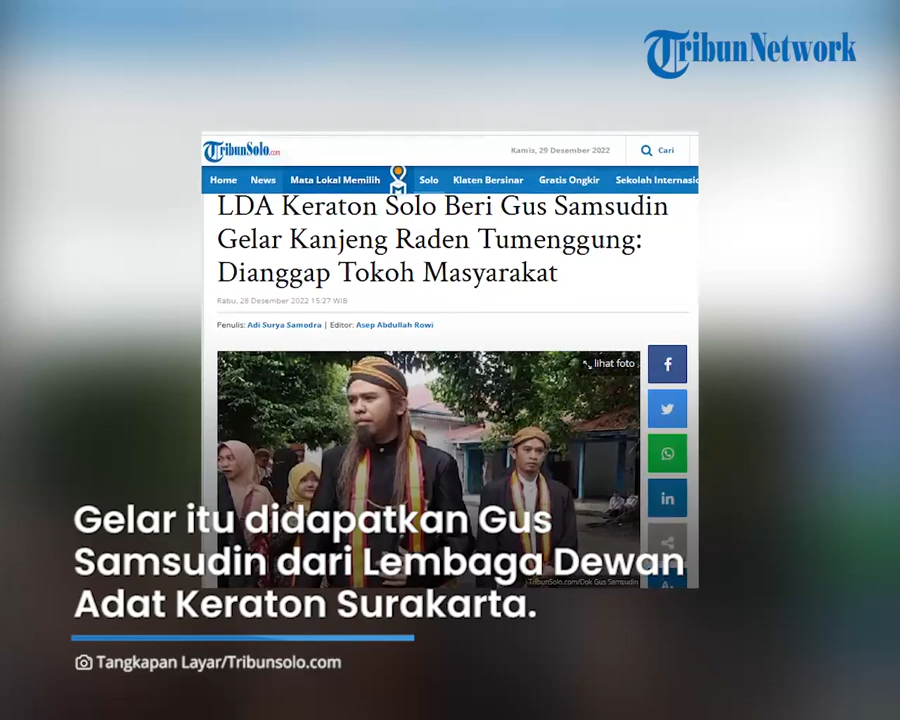 TribunNetwork
TribunSolo.com
Kamis, 29 Desember 2022
Cari
Home News Mata Lokal Memilih Solo Klaten Bersinar Gratis Ongkir Sekolah Internasio
LDA Keraton Solo Beri Gus Samsudin
Gelar Kanjeng Raden Tumenggung:
Dianggap Tokoh Masyarakat
Rabu, 28 Desember 2022 15:27 WIB
Penulis: Adi Surya Samodra | Editor: Asep Abdullah Rowi
lihat foto
Gelar itu didapatkan Gus
Samsudin dari Lembaga Dewan
TribunSolo.com/Dok Gus Samsudin
Adat Keraton Surakarta.
Tangkapan Layar/Tribunsolo.com